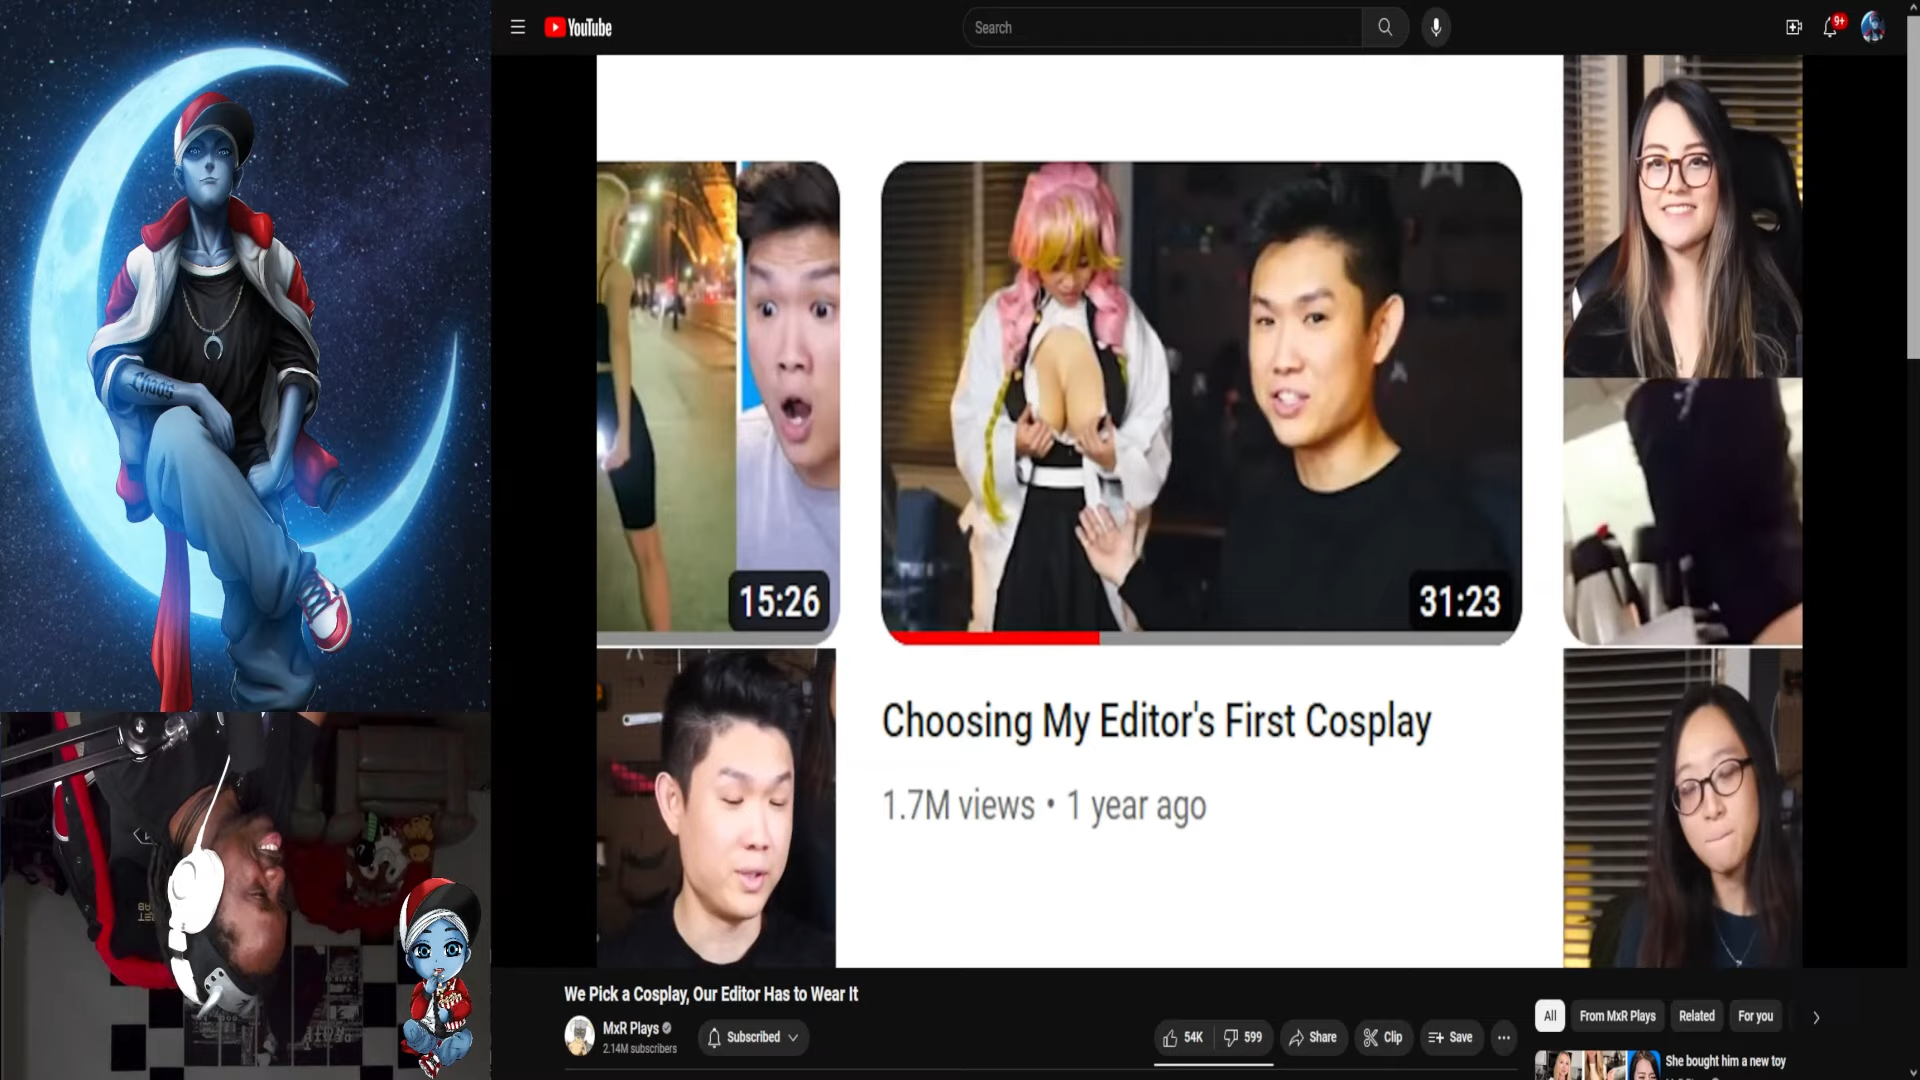 YouTube
Search
9+
Chaos
15:26
31:23
Choosing My Editor's First Cosplay
1.7M views • 1 year ago
We Pick a Cosplay, Our Editor Has to Wear It
MxR Plays
2.14M subscribers
Subscribed
54K
599
Share
Clip
Save
All
From MxR Plays
Related
For you
She bought him a new toy